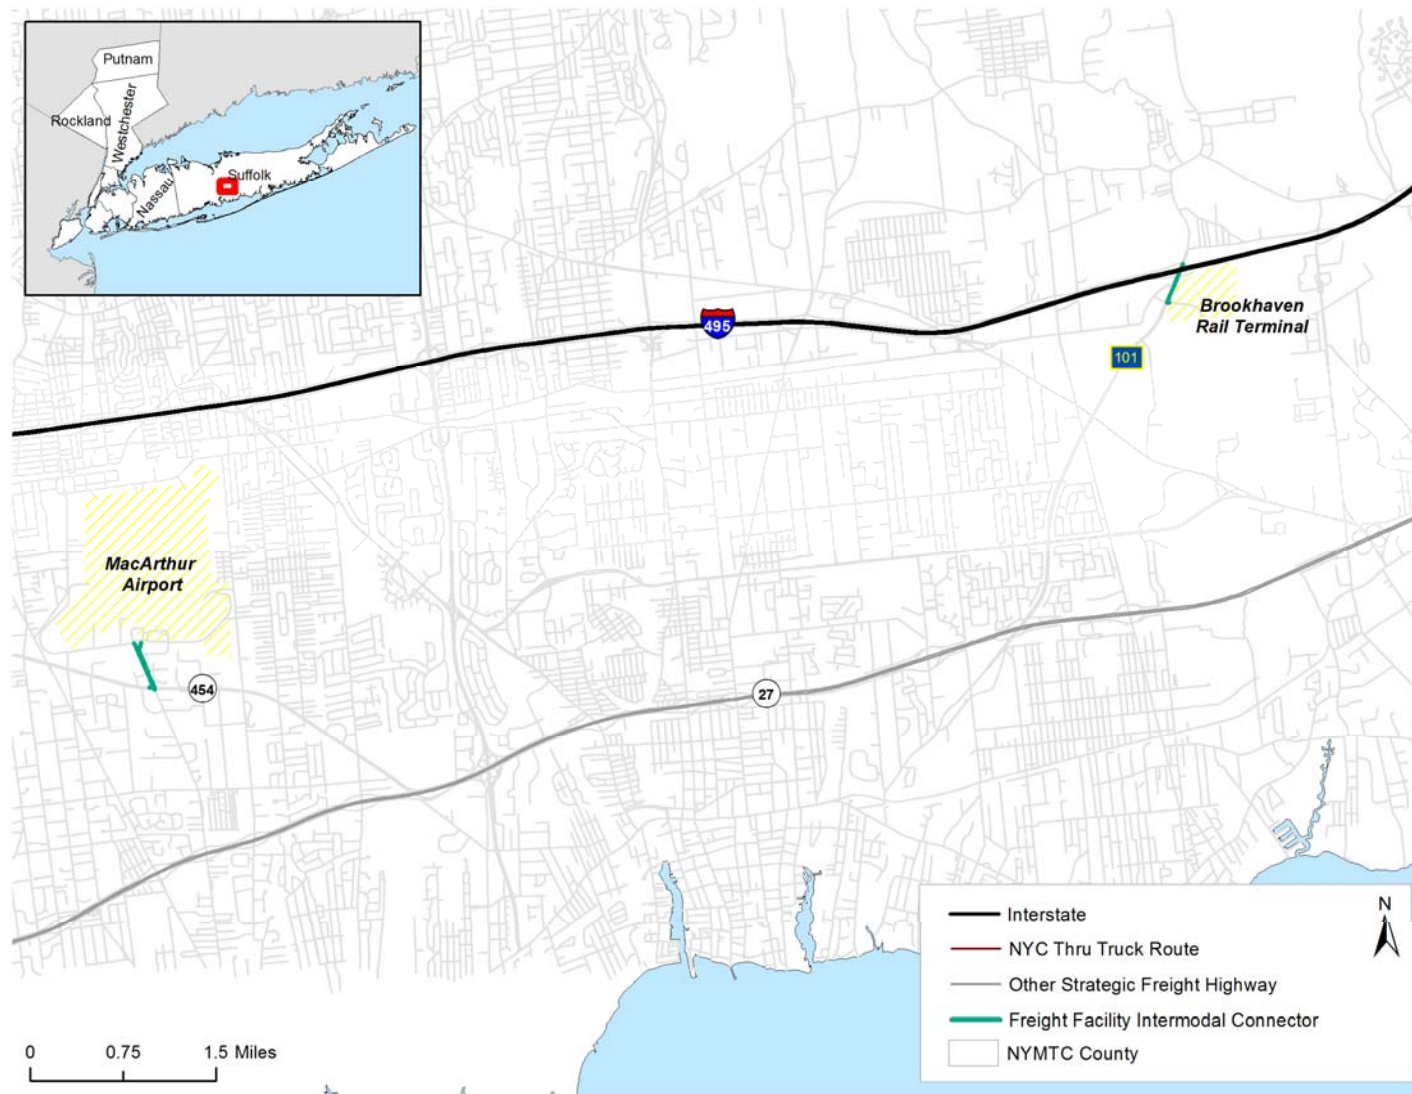 Putnam
Rockland
Westchester
Suffolk
Nassau
495
Brookhaven
Rail Terminal
101
MacArthur
Airport
454
27
Interstate
NYC Thru Truck Route
Other Strategic Freight Highway
Freight Facility Intermodal Connector
NYMTC County
N
0 0.75 1.5 Miles